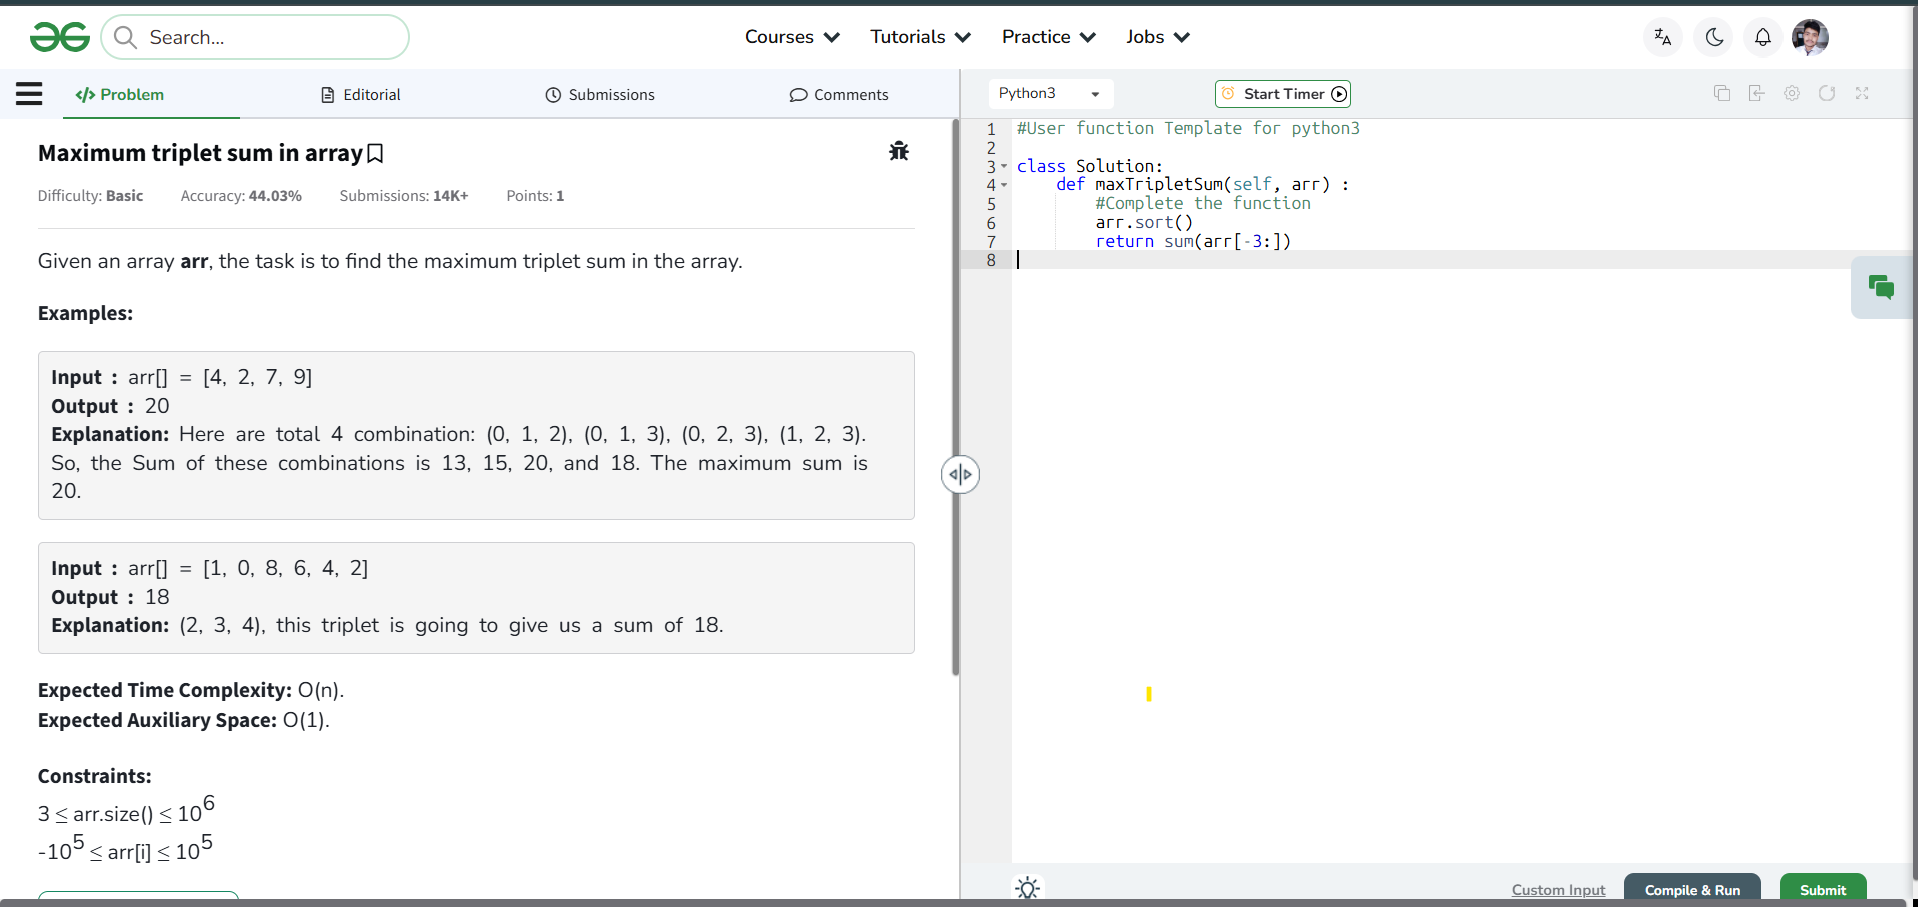 Search...
Courses Tutorials Practice Jobs
Problem Editorial Submissions Comments
Maximum triplet sum in array
Difficulty: Basic Accuracy: 44.03% Submissions: 14K+ Points: 1
Given an array arr, the task is to find the maximum triplet sum in the array.
Examples:
Input : arr[] = [4, 2, 7, 9]
Output : 20
Explanation: Here are total 4 combination: (0, 1, 2), (0, 1, 3), (0, 2, 3), (1, 2, 3).
So, the Sum of these combinations is 13, 15, 20, and 18. The maximum sum is
20.
Input : arr[] = [1, 0, 8, 6, 4, 2]
Output : 18
Explanation: (2, 3, 4), this triplet is going to give us a sum of 18.
Expected Time Complexity: O(n).
Expected Auxiliary Space: O(1).
Constraints:
3 ≤ arr.size() ≤ 10^6
-10^5 ≤ arr[i] ≤ 10^5
Python3 Start Timer
1 #User function Template for python3
2
3 class Solution:
4 def maxTripletSum(self, arr) :
5 #Complete the function
6 arr.sort()
7 return sum(arr[-3:])
8
Custom Input Compile & Run Submit